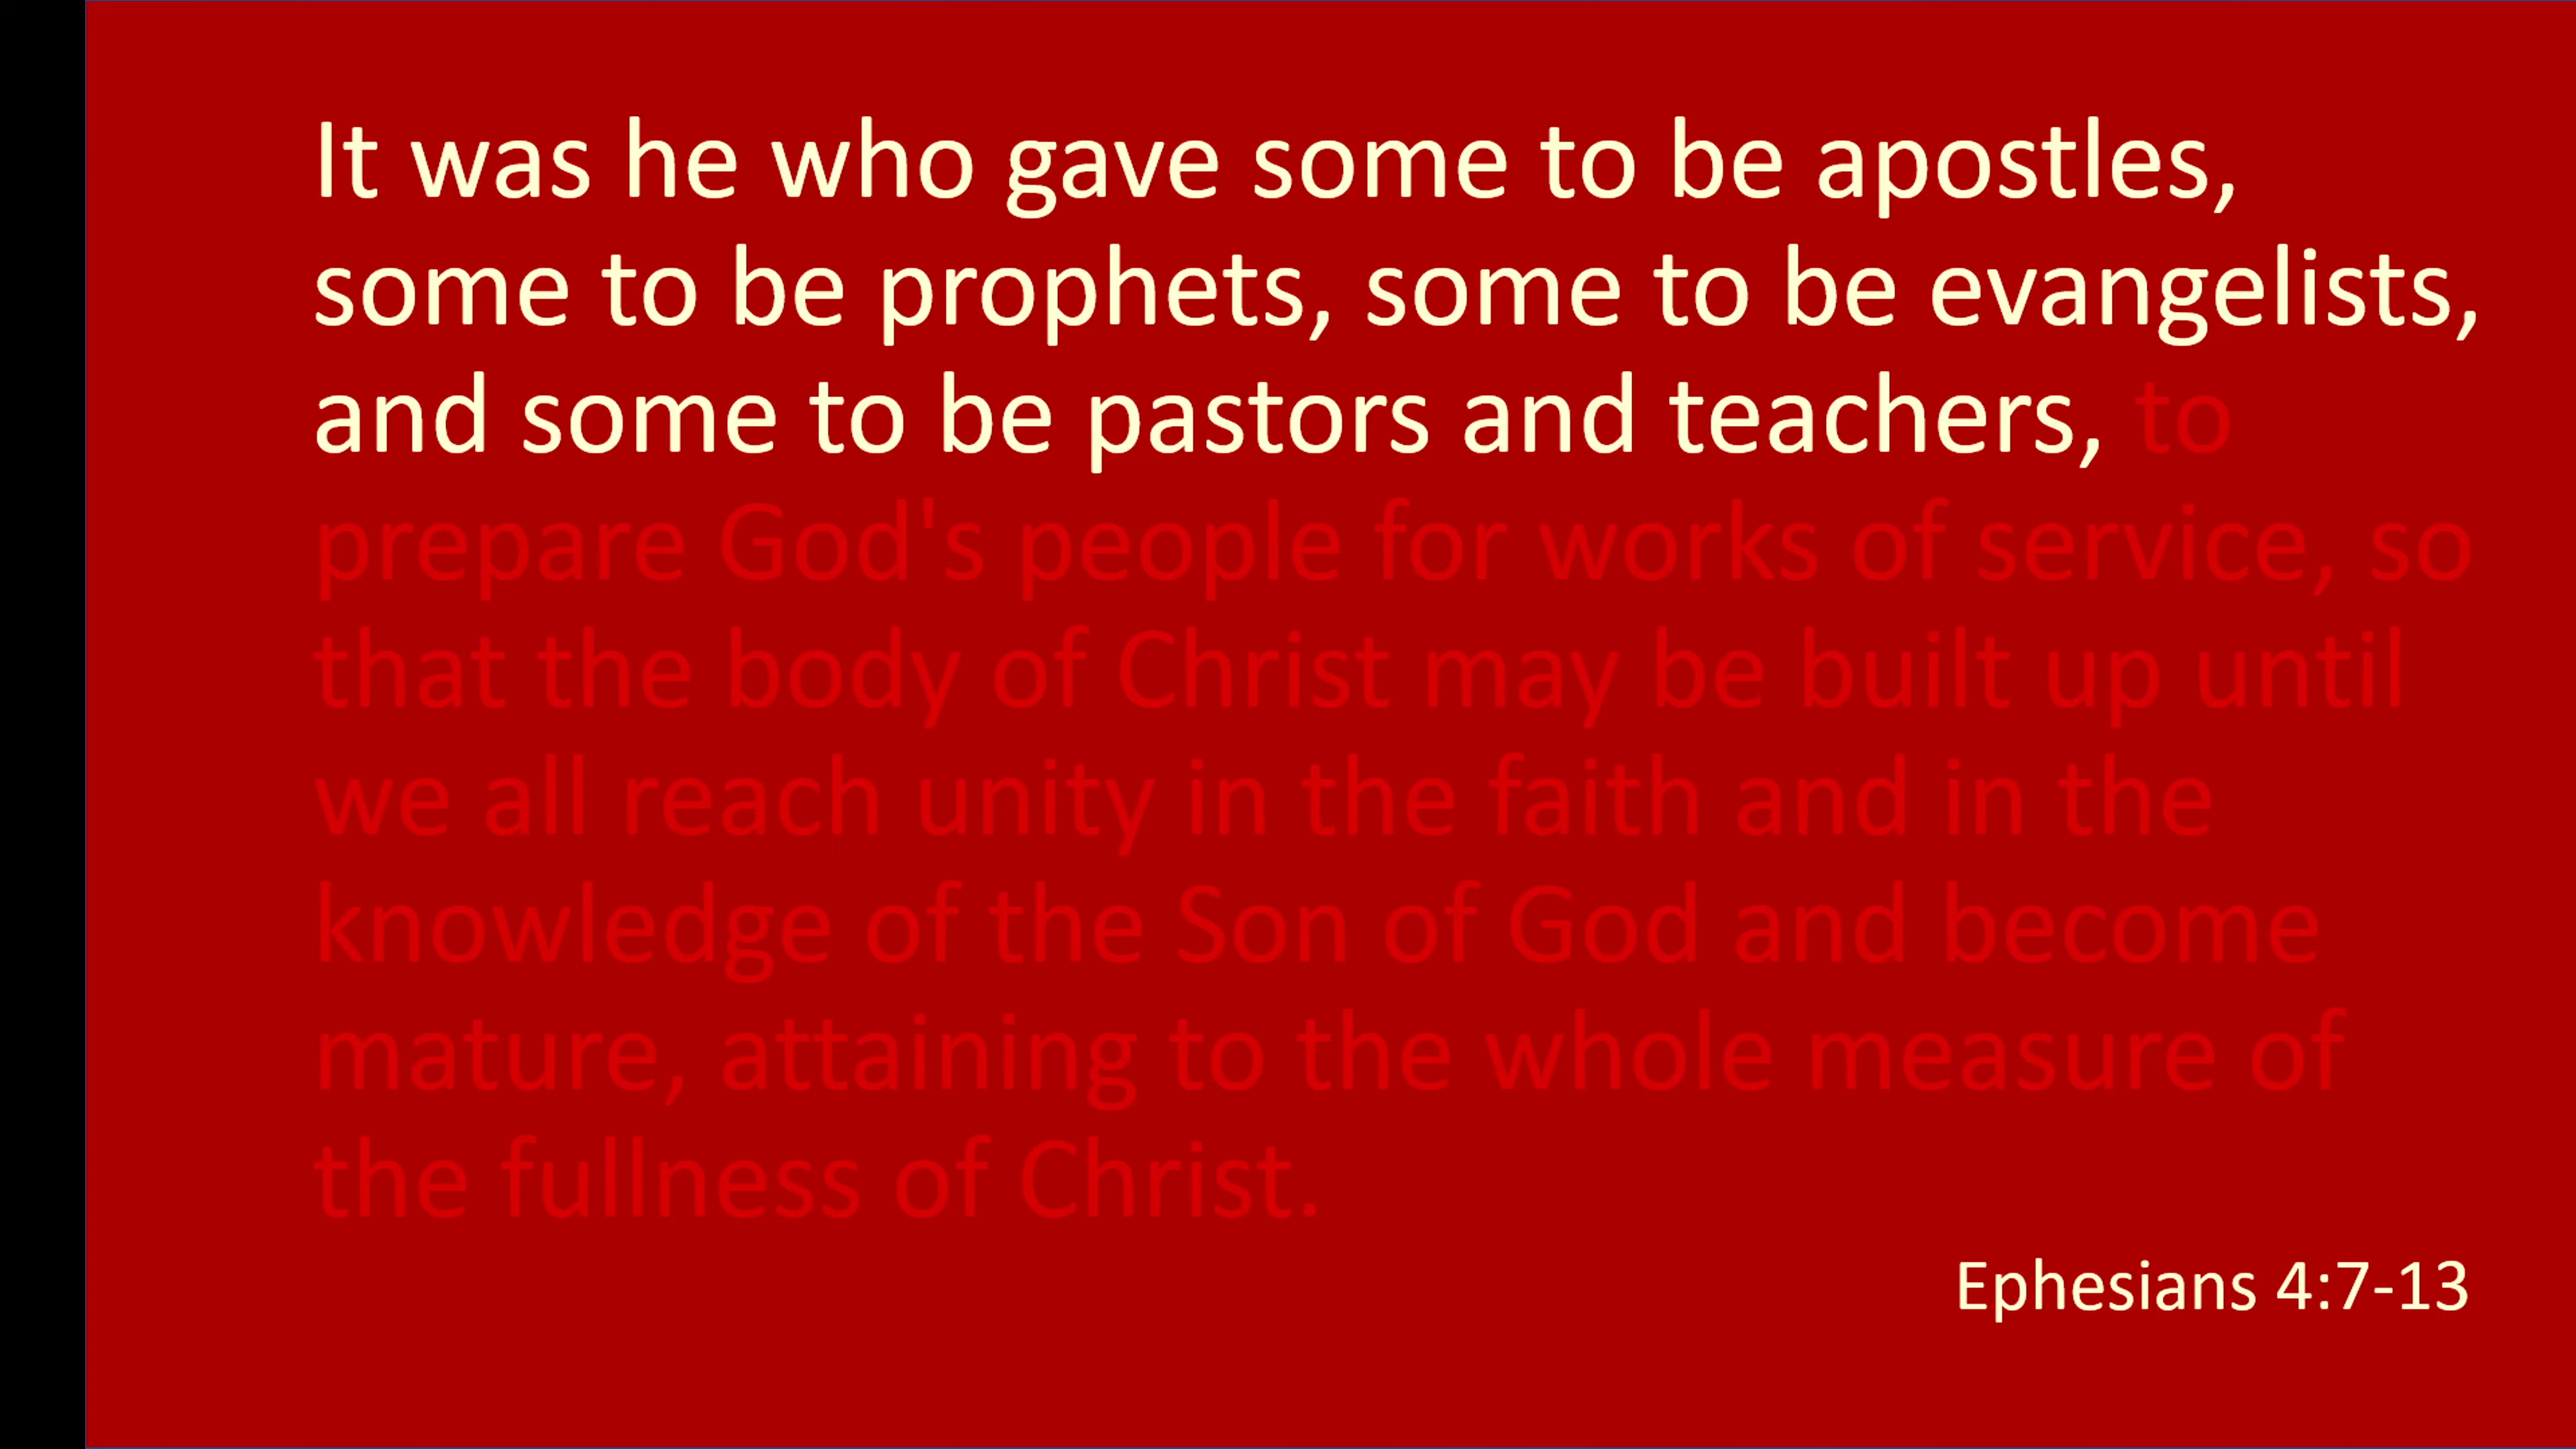 It was he who gave some to be apostles,
some to be prophets, some to be evangelists,
and some to be pastors and teachers, to
prepare God's people for works of service, so
that the body of Christ may be built up until
we all reach unity in the faith and in the
knowledge of the Son of God and become
mature, attaining to the whole measure of
the fullness of Christ.
Ephesians 4:7-13